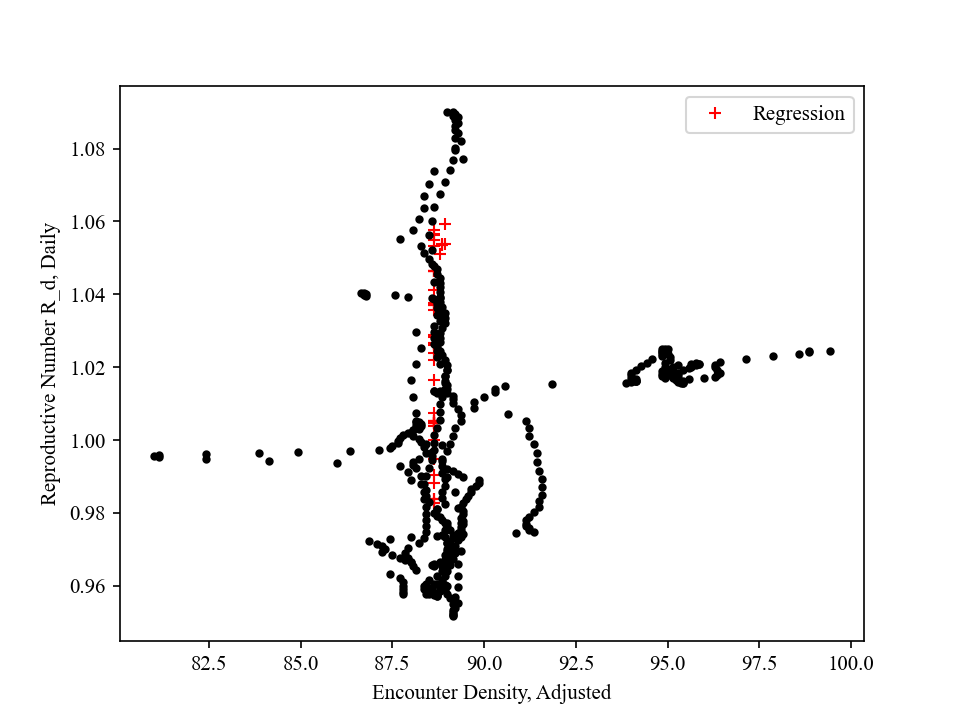 Regression
1.08
1.06
1.04
1.02
1.00
0.98
0.96
Reproductive Number R_d, Daily
82.5 85.0 87.5 90.0 92.5 95.0 97.5 100.0
Encounter Density, Adjusted